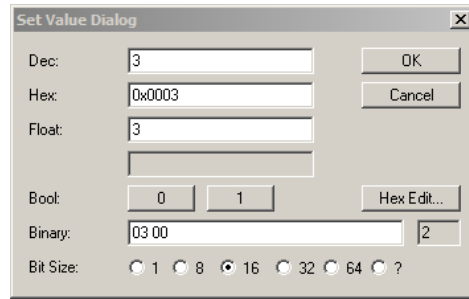 Set Value Dialog
Dec: 3 OK
Hex: 0x0003 Cancel
Float: 3
Bool: 0 1 Hex Edit...
Binary: 03 00 2
Bit Size: 1 8 16 32 64 ?